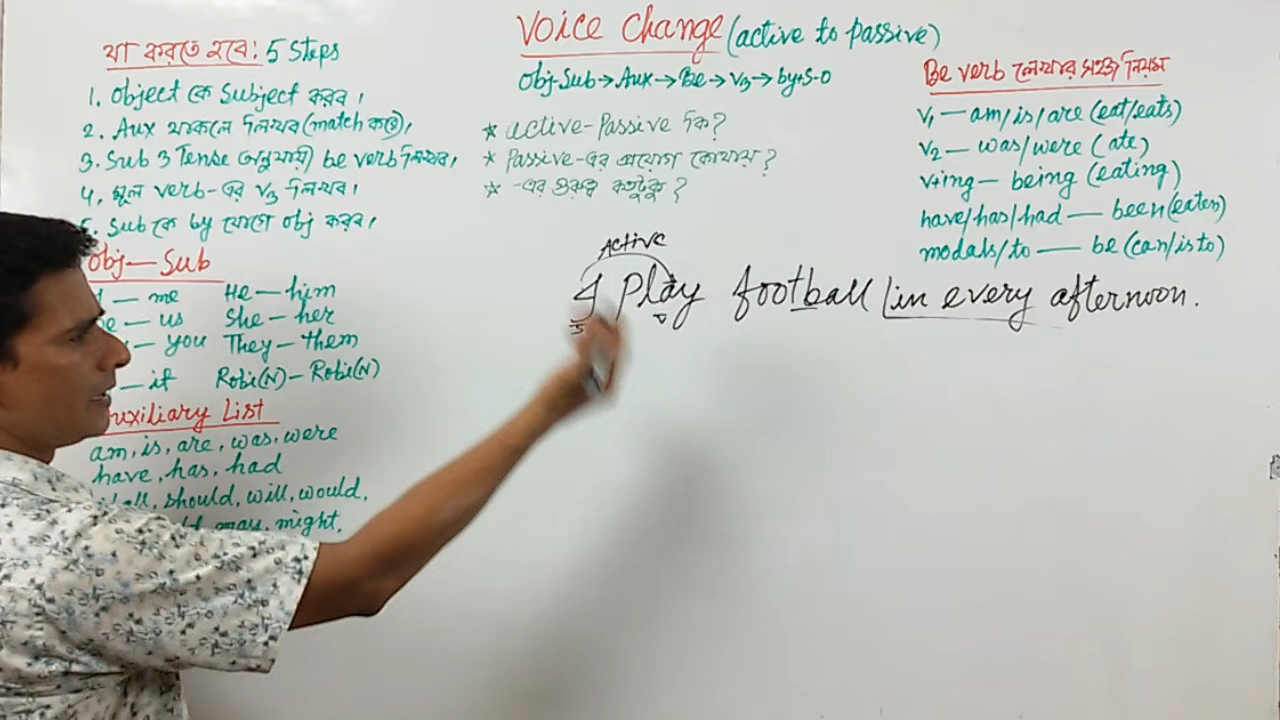 Voice Change (active to passive)
Obj-Sub→Aux→Be→V3→by+S-O
* active-Passive কি?
* Passive-এর প্রয়োগ কোথায়?
* -এর গুরুত্ব কতটুকু?
যা করতে হবে: 5 Steps
1. Object কে Subject করব।
2. Aux থাকলে লিখব (match করে)।
3. Sub ও Tense অনুযায়ী be verb লিখব।
4. মূল verb-এর V3 লিখব।
5. Sub কে by যোগে obj করব।
Obj—Sub
— me He — him
— us She — her
— you They — them
— it Robi(N) – Robi(N)
Auxiliary List
am, is, are, was, were
have, has, had
should, will, would,
might,
Be verb লেখার সহজ নিয়ম
V1 — am/is/are (eat/eats)
V2 — was/were (ate)
V+ing — being (eating)
have/has/had — been (eaten)
modals/to — be (can/is to)
Active
I Play football in every afternoon.
S V